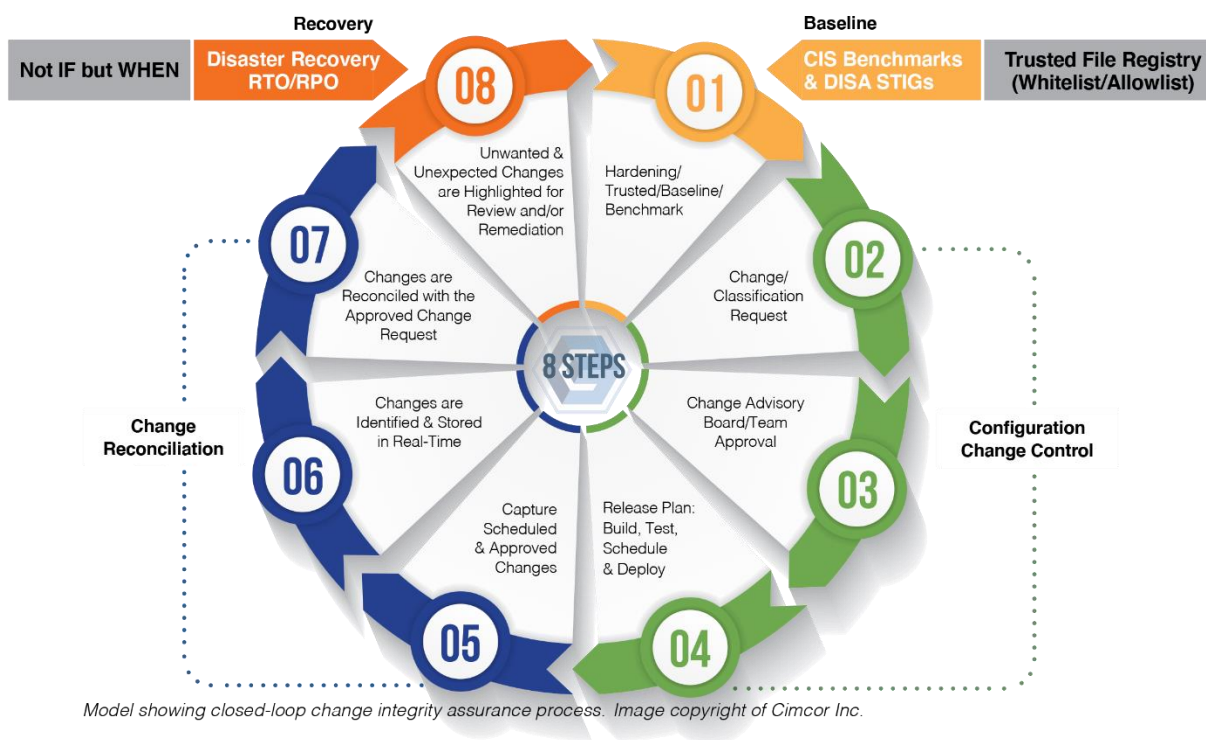 Recovery
Baseline
Not IF but WHEN
Disaster Recovery
RTO/RPO
CIS Benchmarks
& DISA STIGs
Trusted File Registry
(Whitelist/Allowlist)
01
Hardening/
Trusted/Baseline/
Benchmark
02
Change/
Classification
Request
03
Change Advisory
Board/Team
Approval
04
Release Plan:
Build, Test,
Schedule
& Deploy
05
Capture
Scheduled
& Approved
Changes
06
Changes are
Identified & Stored
in Real-Time
07
Changes are
Reconciled with the
Approved Change
Request
08
Unwanted &
Unexpected Changes
are Highlighted for
Review and/or
Remediation
8 STEPS
Change
Reconciliation
Configuration
Change Control
Model showing closed-loop change integrity assurance process. Image copyright of Cimcor Inc.